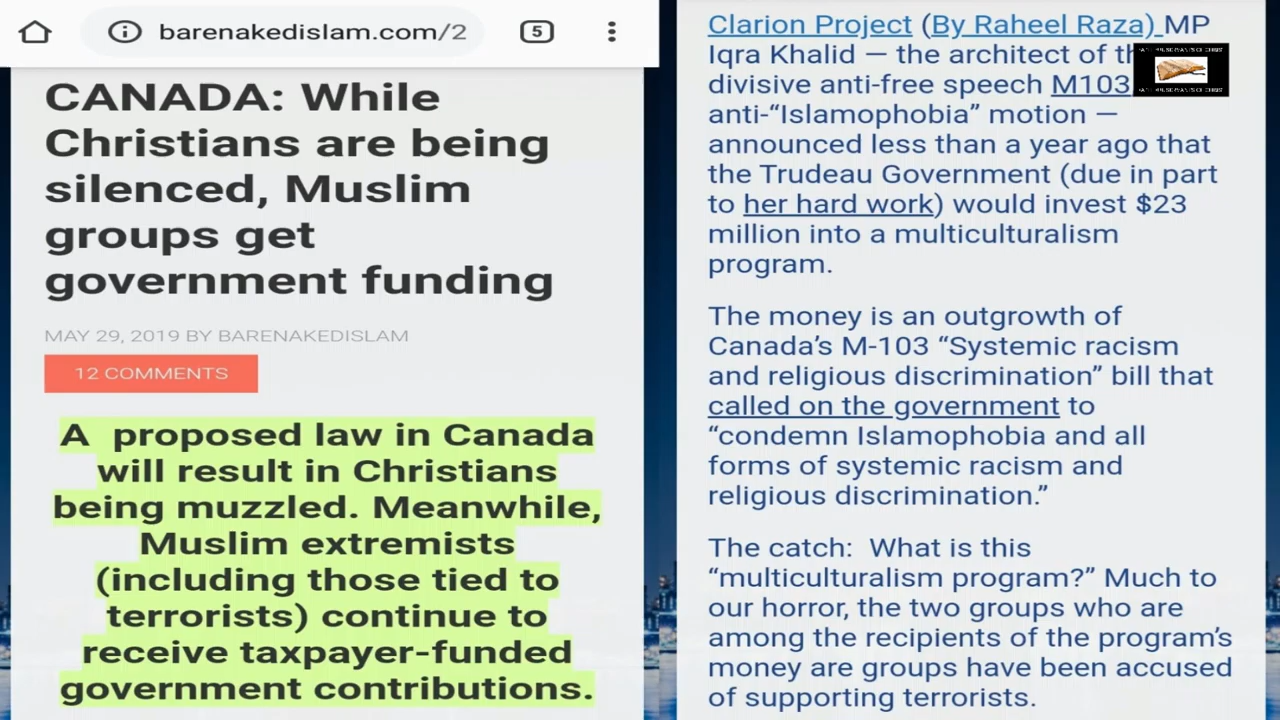 barenakedislam.com/2
5
CANADA: While
Christians are being
silenced, Muslim
groups get
government funding
MAY 29, 2019 BY BARENAKEDISLAM
12 COMMENTS
A proposed law in Canada
will result in Christians
being muzzled. Meanwhile,
Muslim extremists
(including those tied to
terrorists) continue to
receive taxpayer-funded
government contributions.
Clarion Project (By Raheel Raza) MP
Iqra Khalid — the architect of
divisive anti-free speech M103
anti-“Islamophobia” motion —
announced less than a year ago that
the Trudeau Government (due in part
to her hard work) would invest $23
million into a multiculturalism
program.
The money is an outgrowth of
Canada’s M-103 “Systemic racism
and religious discrimination” bill that
called on the government to
“condemn Islamophobia and all
forms of systemic racism and
religious discrimination.”
The catch:  What is this
“multiculturalism program?” Much to
our horror, the two groups who are
among the recipients of the program’s
money are groups have been accused
of supporting terrorists.